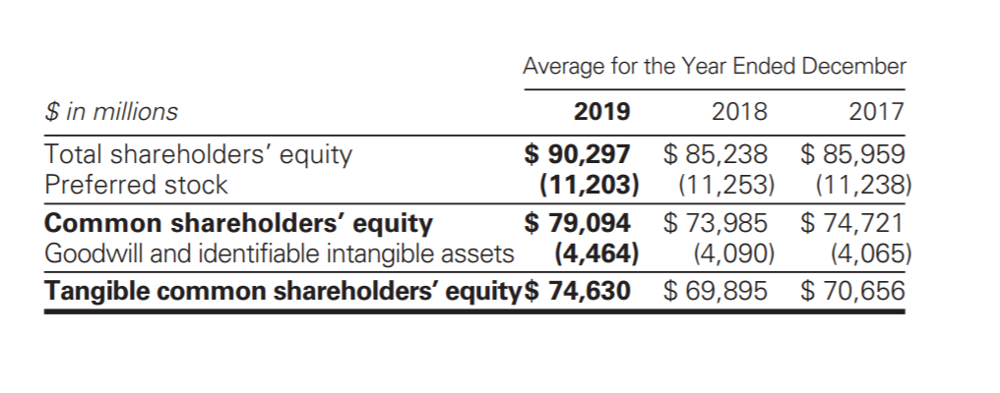 Average for the Year Ended December
$ in millions 2019 2018 2017
Total shareholders’ equity $ 90,297 $ 85,238 $ 85,959
Preferred stock (11,203) (11,253) (11,238)
Common shareholders’ equity $ 79,094 $ 73,985 $ 74,721
Goodwill and identifiable intangible assets (4,464) (4,090) (4,065)
Tangible common shareholders’ equity $ 74,630 $ 69,895 $ 70,656